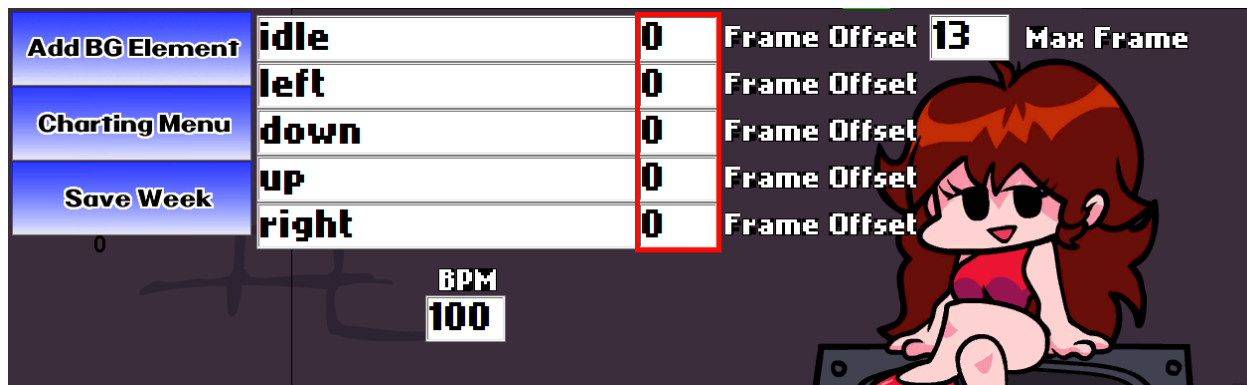 Add BG Element
idle 0 Frame Offset 13 Max Frame
left 0 Frame Offset
Charting Menu
down 0 Frame Offset
up 0 Frame Offset
Save Week
right 0 Frame Offset
0
BPM
100